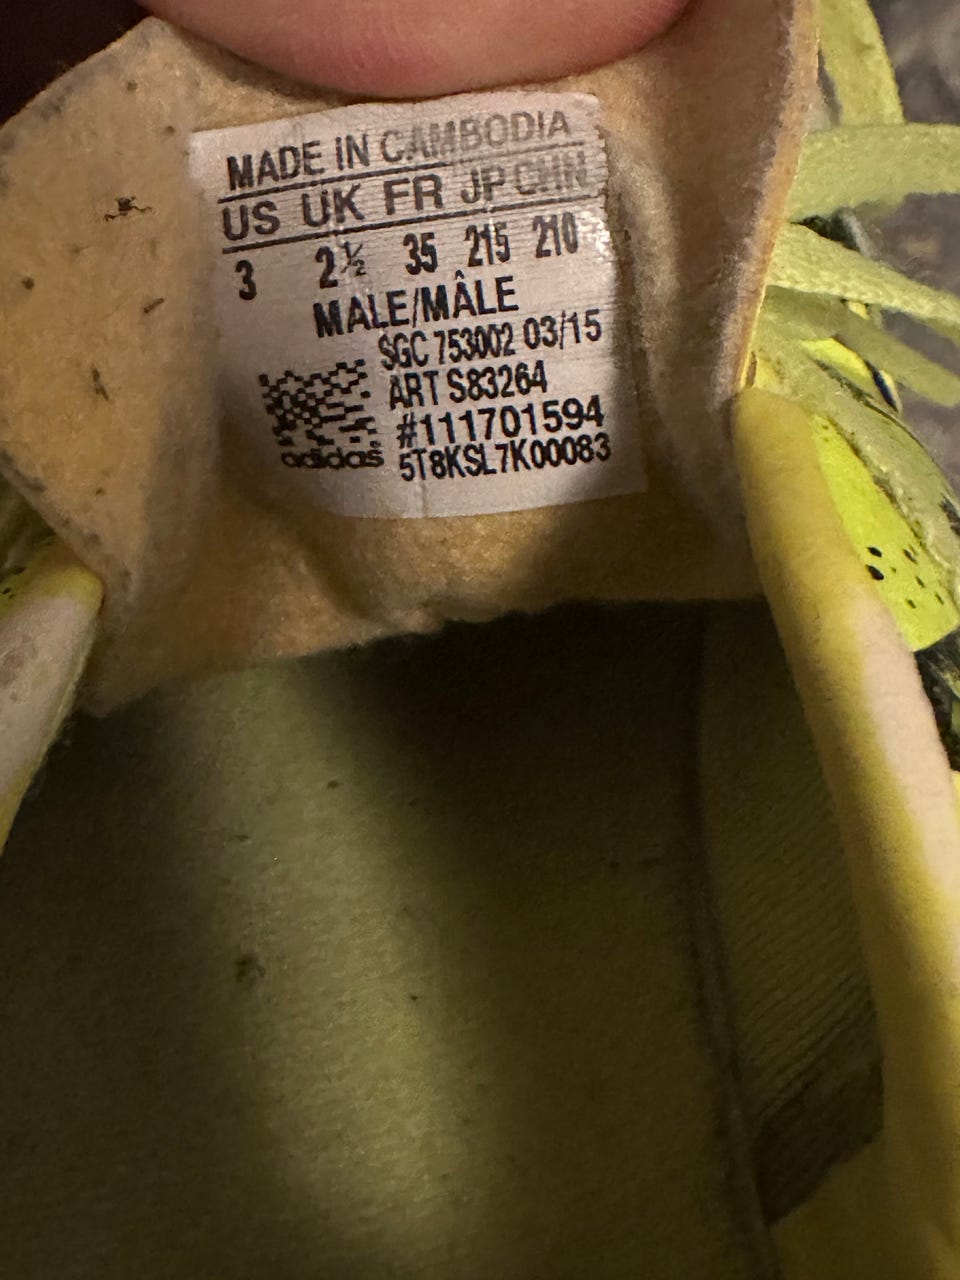 MADE IN CAMBODIA
US UK FR JP CHN
3 2½ 35 215 210
MALE/MÂLE
SGC 753002 03/15
ART S83264
#111701594
adidas 5T8KSL7K00083